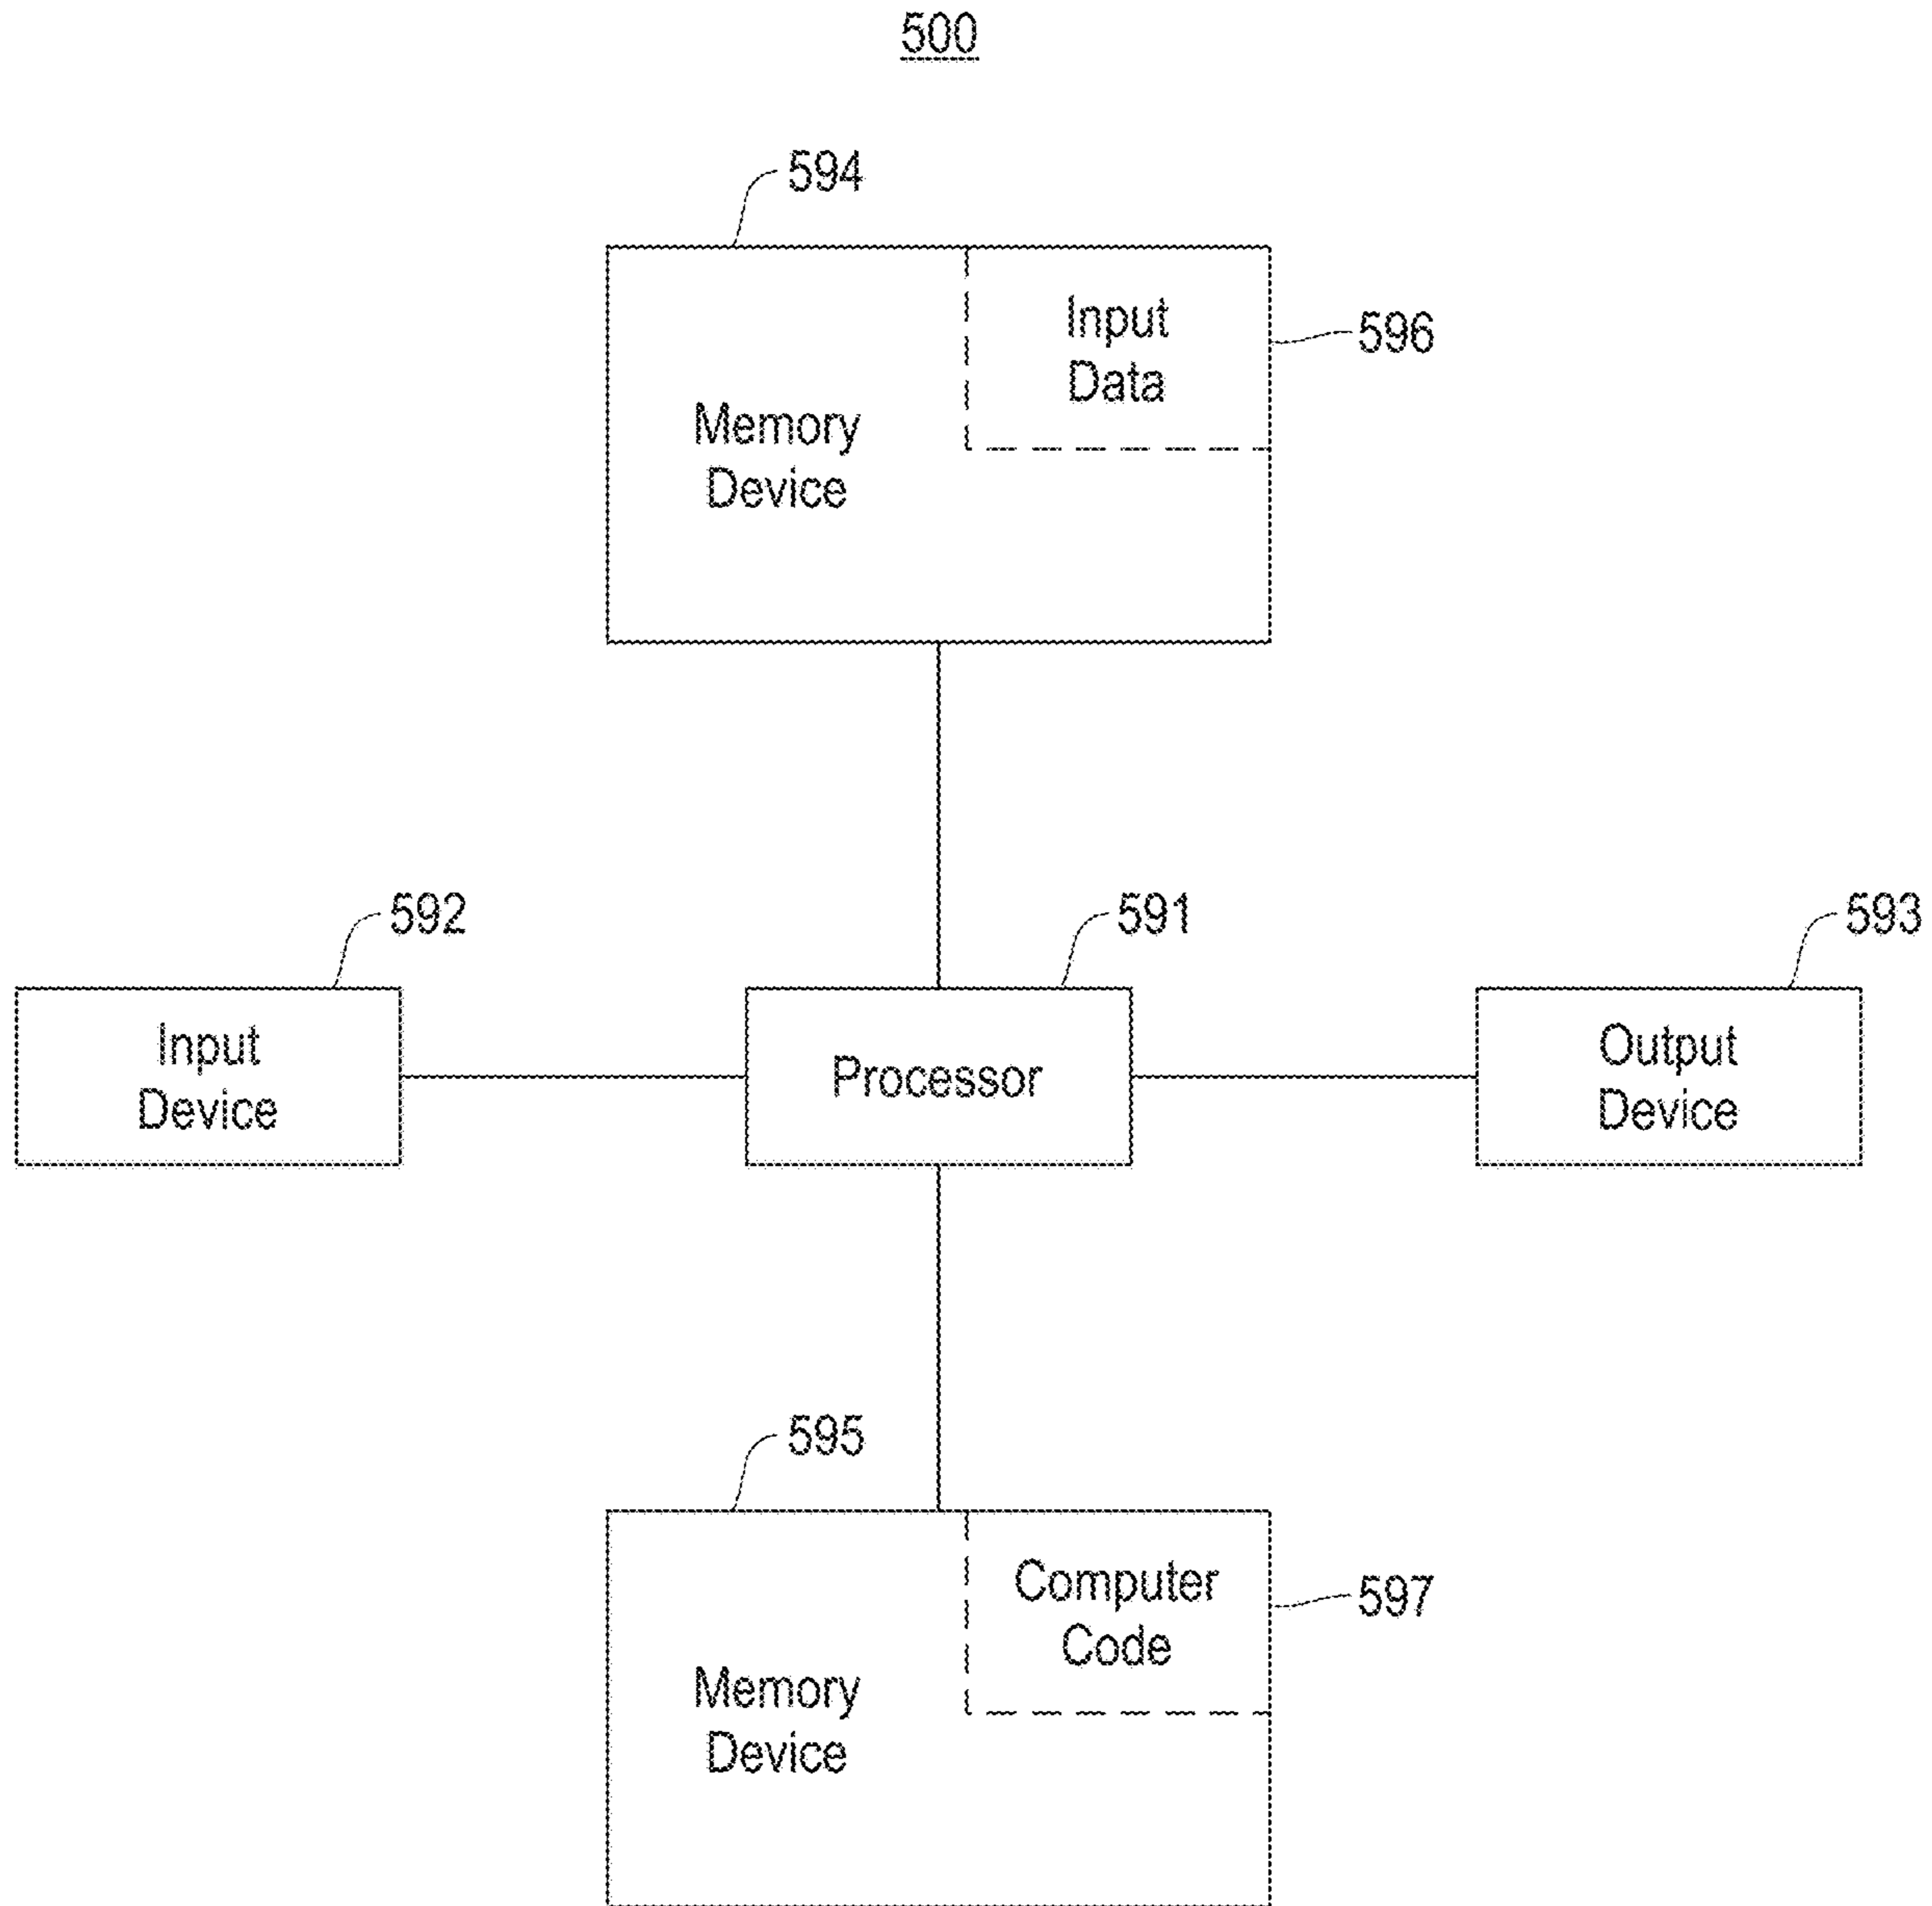 500
594
Input
Data
596
Memory
Device
592
591
593
Input
Device
Processor
Output
Device
595
Computer
Code
597
Memory
Device